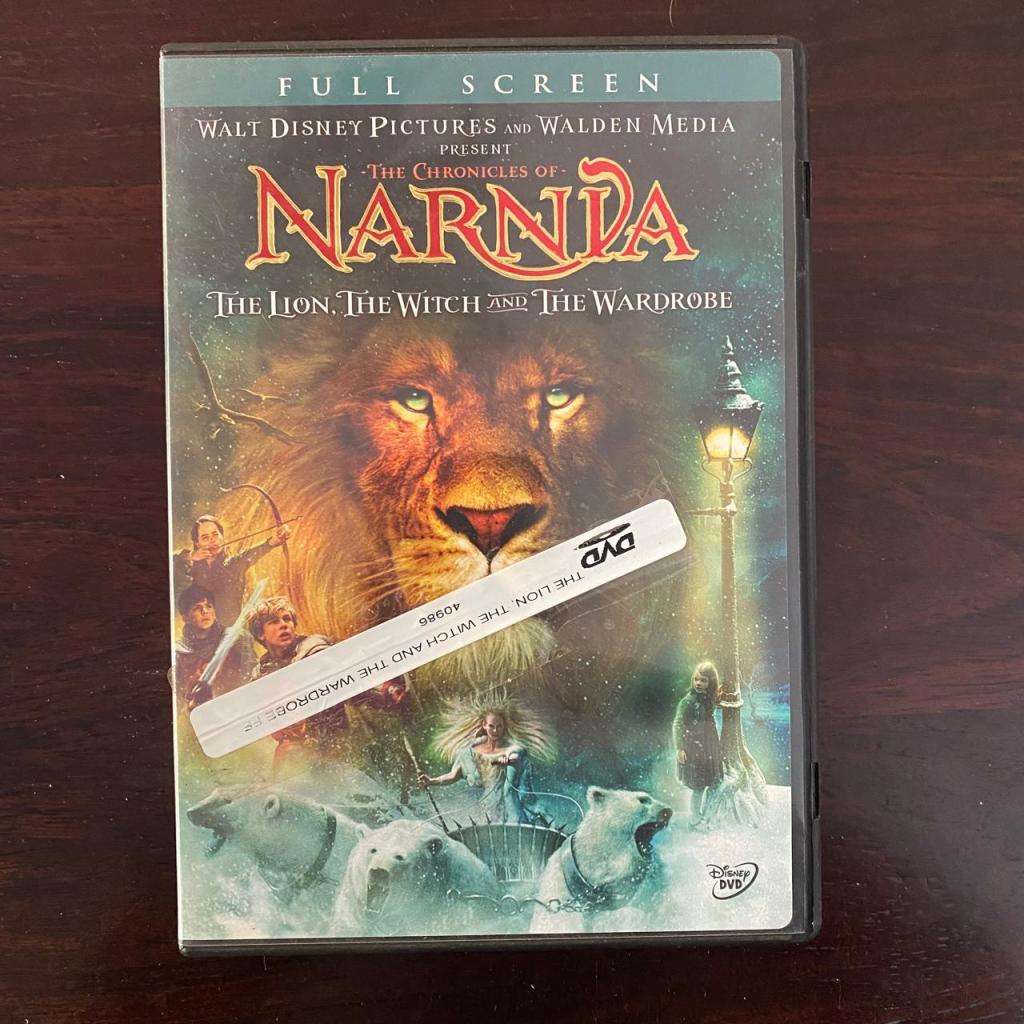 FULL SCREEN
WALT DISNEY PICTURES AND WALDEN MEDIA
PRESENT
-THE CHRONICLES OF-
NARNIA
THE LION, THE WITCH AND THE WARDROBE
DVD
THE LION, THE WITCH AND THE WARDROBE FS
40986
DISNEY
DVD